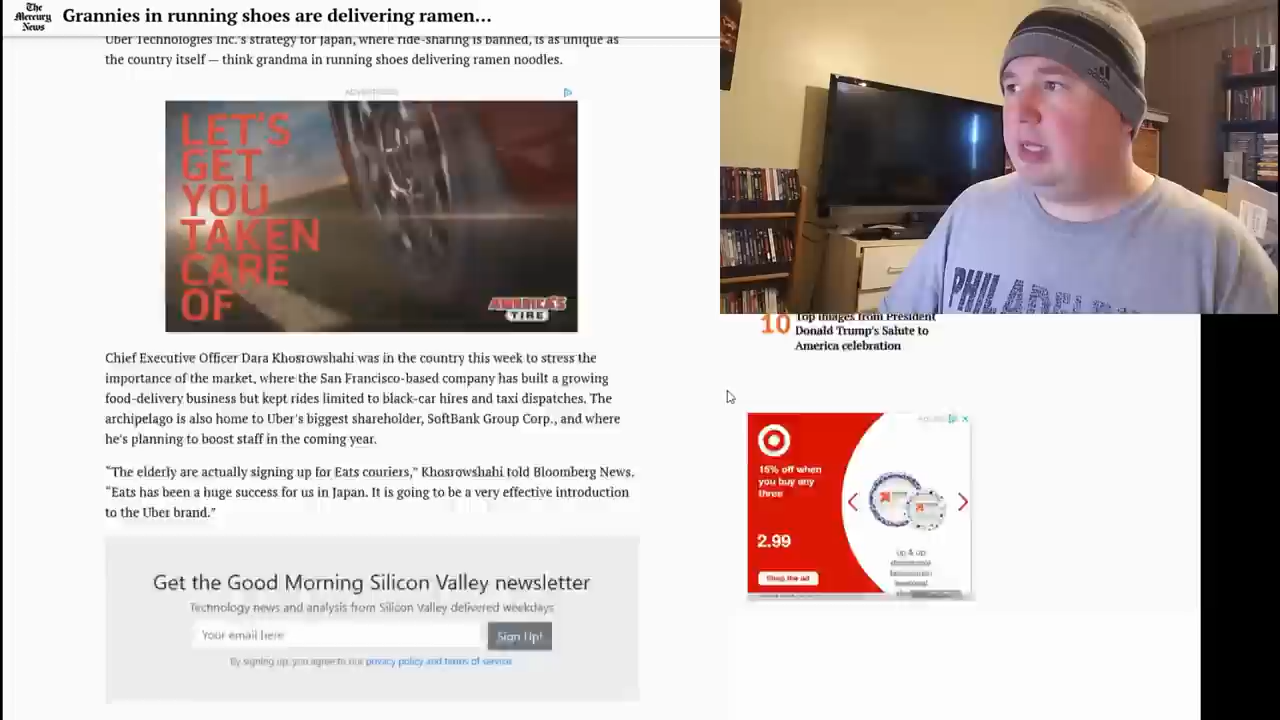 The
Mercury
News
Grannies in running shoes are delivering ramen...
Uber Technologies Inc.'s strategy for Japan, where ride-sharing is banned, is as unique as
the country itself — think grandma in running shoes delivering ramen noodles.
ADVERTISING
LET'S
GET
YOU
TAKEN
CARE
OF
AMERICA'S
TIRE
Chief Executive Officer Dara Khosrowshahi was in the country this week to stress the
importance of the market, where the San Francisco-based company has built a growing
food-delivery business but kept rides limited to black-car hires and taxi dispatches. The
archipelago is also home to Uber's biggest shareholder, SoftBank Group Corp., and where
he's planning to boost staff in the coming year.
“The elderly are actually signing up for Eats couriers,” Khosrowshahi told Bloomberg News.
“Eats has been a huge success for us in Japan. It is going to be a very effective introduction
to the Uber brand.”
Get the Good Morning Silicon Valley newsletter
Technology news and analysis from Silicon Valley delivered weekdays
Your email here
Sign Up!
By signing up, you agree to our privacy policy and terms of service
PHILADEL
10 Top images from President
Donald Trump's Salute to
America celebration
15% off when
you buy any
three
2.99
Shop the ad
up & up